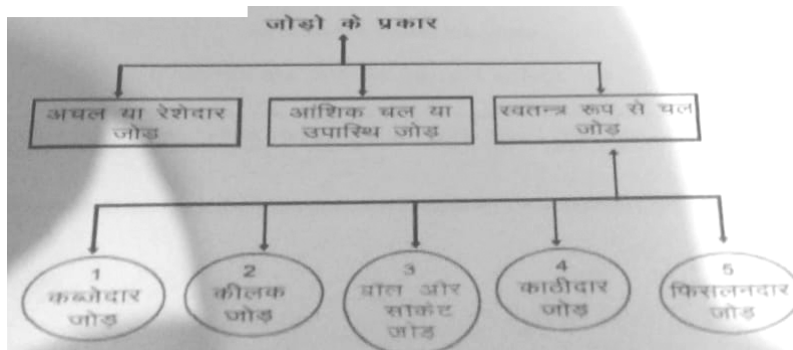 जोड़ो के प्रकार
अचल या रेशेदार
जोड़
आंशिक चल या
उपास्थि जोड़
स्वतन्त्र रूप से चल
जोड़
1
कब्जेदार
जोड़
2
कीलक
जोड़
3
बॉल और
सॉकेट
जोड़
4
काठीदार
जोड़
5
फिसलनदार
जोड़